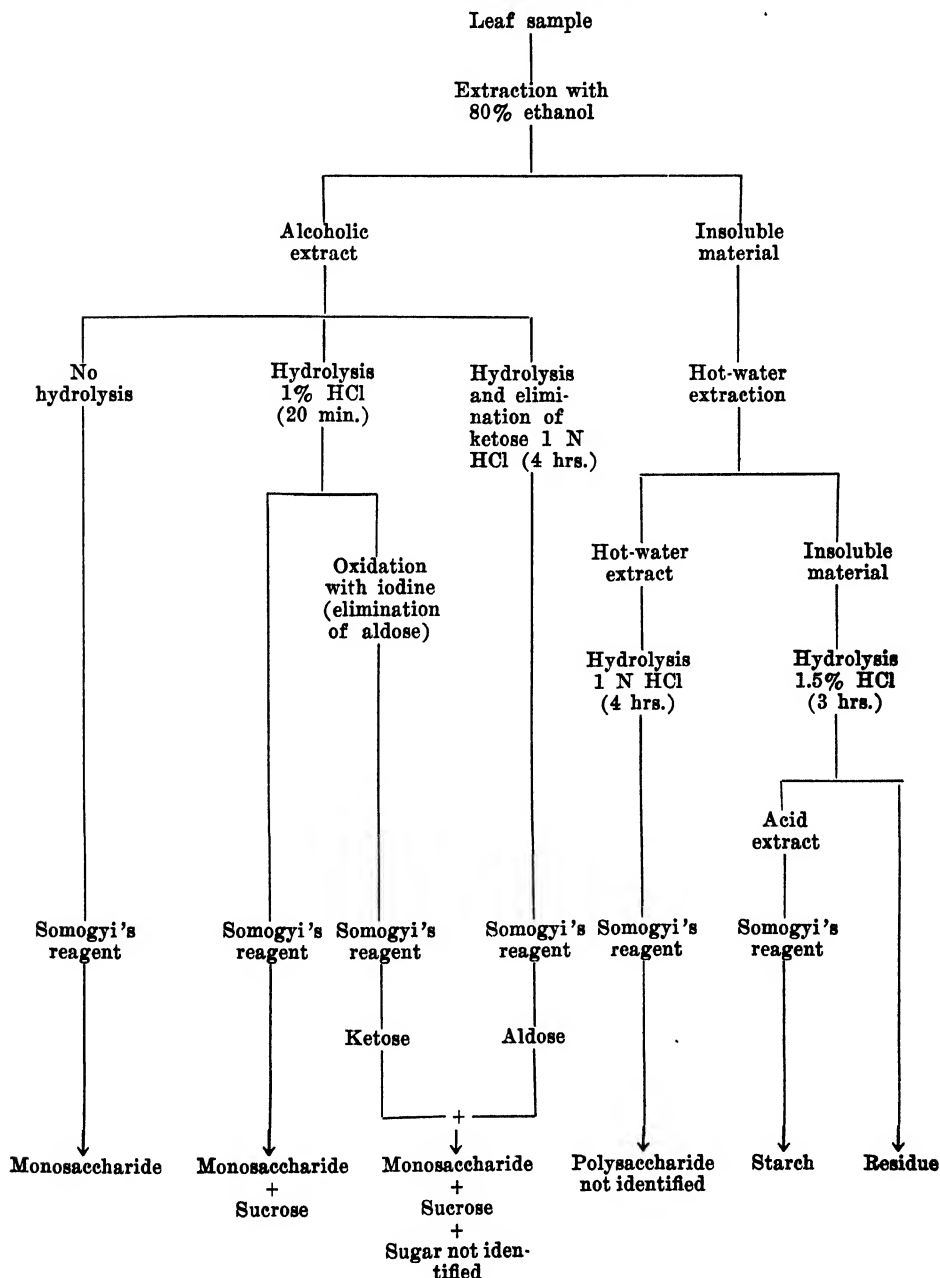 Leaf sample
Extraction with
80% ethanol
Alcoholic
extract
Insoluble
material
No
hydrolysis
Hydrolysis
1% HCl
(20 min.)
Hydrolysis
and elimi-
nation of
ketose 1 N
HCl (4 hrs.)
Hot-water
extraction
Oxidation
with iodine
(elimination
of aldose)
Hot-water
extract
Insoluble
material
Hydrolysis
1 N HCl
(4 hrs.)
Hydrolysis
1.5% HCl
(3 hrs.)
Acid
extract
Somogyi's
reagent
Somogyi's
reagent
Somogyi's
reagent
Somogyi's
reagent
Somogyi's
reagent
Somogyi's
reagent
Ketose
Aldose
+
Monosaccharide
Monosaccharide
+
Sucrose
Monosaccharide
+
Sucrose
+
Sugar not iden-
tified
Polysaccharide
not identified
Starch
Residue